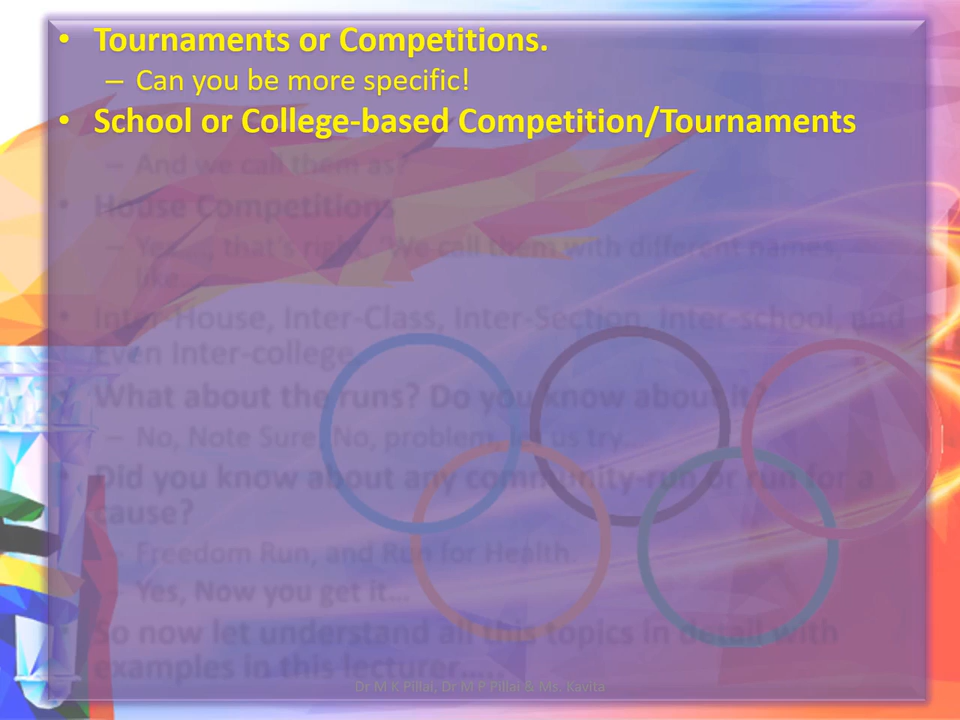 • Tournaments or Competitions.
– Can you be more specific!
• School or College-based Competition/Tournaments
– And we call them as?
• House Competitions
– Yes…, that's right. We call them with different names, like
• Inter-House, Inter-Class, Inter-Section, Inter-school, and Even Inter-college
• What about the runs? Do you know about it?
– No, Note Sure, No, problem, let us try
• Did you know about any community-run or run for a cause?
– Freedom Run, and Run for Health.
– Yes, Now you get it…
• So now let understand all this topics in detail with examples in this lecturer…
Dr M K Pillai, Dr M P Pillai & Ms. Kavita